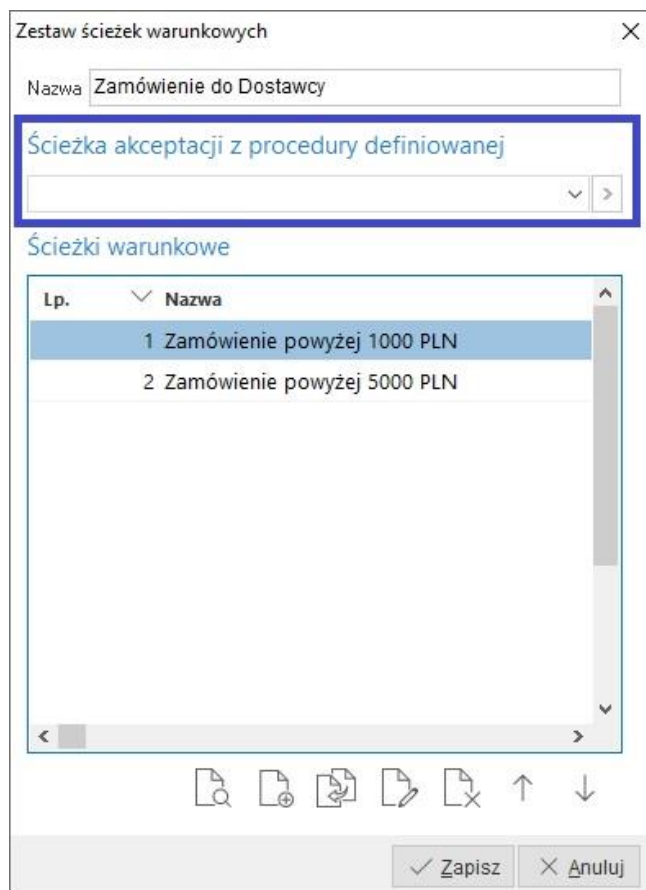 Zestaw ścieżek warunkowych
Nazwa Zamówienie do Dostawcy
Ścieżka akceptacji z procedury definiowanej
Ścieżki warunkowe
Lp. Nazwa
1 Zamówienie powyżej 1000 PLN
2 Zamówienie powyżej 5000 PLN
Zapisz Anuluj